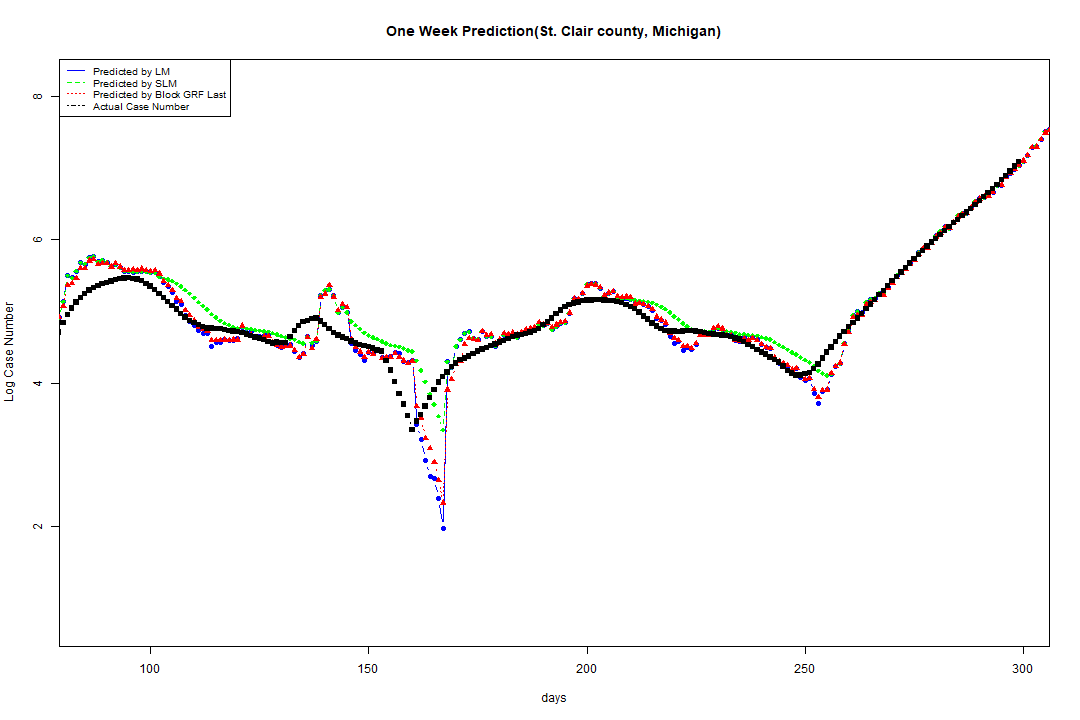 One Week Prediction(St. Clair county, Michigan)
Predicted by LM
Predicted by SLM
Predicted by Block GRF Last
Actual Case Number
8
6
4
2
Log Case Number
100 150 200 250 300
days